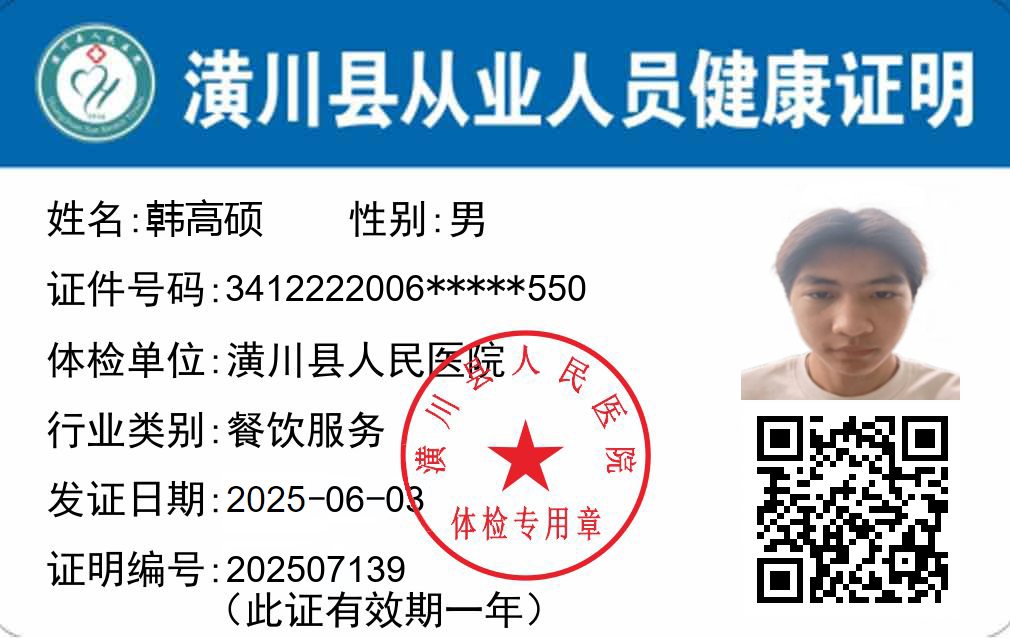 潢川县从业人员健康证明
姓名:韩高硕 性别:男
证件号码:3412222006*****550
体检单位:潢川县人民医院
行业类别:餐饮服务
发证日期:2025-06-03
证明编号:202507139
（此证有效期一年）
潢川县人民医院
体检专用章